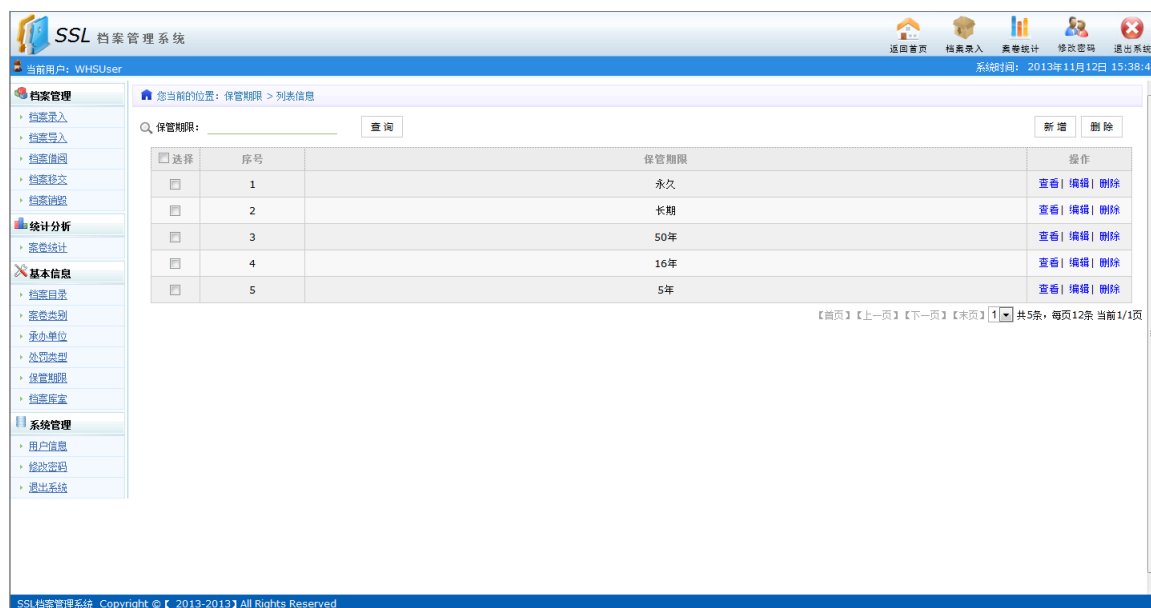 SSL 档案管理系统
返回首页 档案录入 案卷统计 修改密码 退出系统
当前用户: WHSUser 系统时间: 2013年11月12日 15:38:4
档案管理
档案录入
档案导入
档案借阅
档案移交
档案销毁
统计分析
案卷统计
基本信息
档案目录
案卷类别
承办单位
处罚类型
保管期限
档案库室
系统管理
用户信息
修改密码
退出系统
您当前的位置: 保管期限 > 列表信息
保管期限: 查询 新增 删除
选择 序号 保管期限 操作
1 永久 查看| 编辑| 删除
2 长期 查看| 编辑| 删除
3 50年 查看| 编辑| 删除
4 16年 查看| 编辑| 删除
5 5年 查看| 编辑| 删除
【首页】【上一页】【下一页】【末页】 1 共5条, 每页12条 当前1/1页
SSL档案管理系统 Copyright ©【 2013-2013】All Rights Reserved